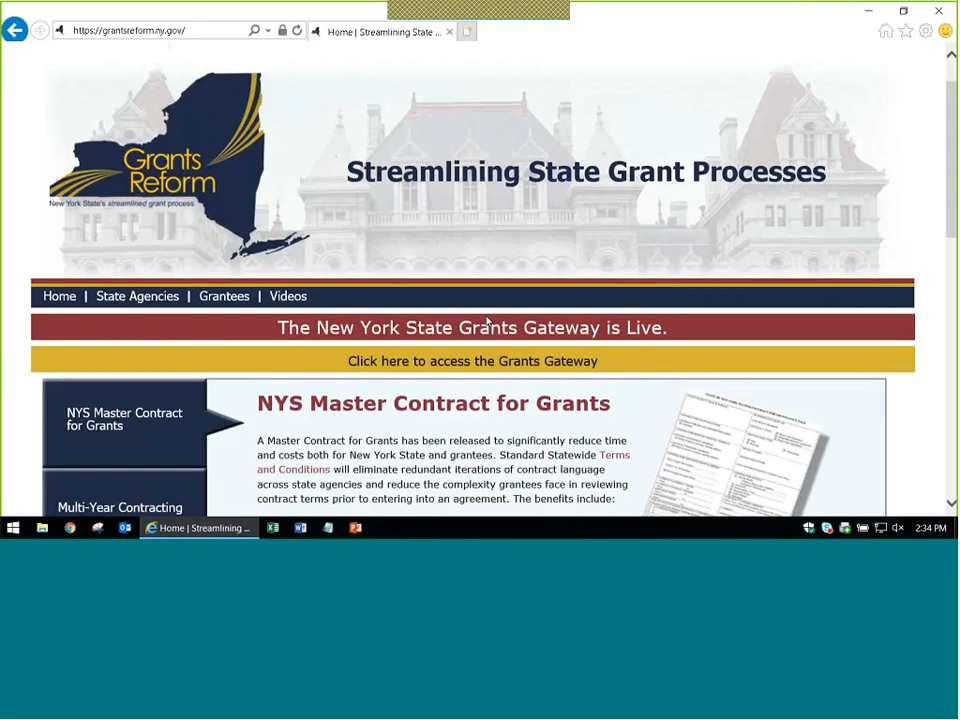 https://grantsreform.ny.gov/
Home | Streamlining State ...
Grants
Reform
New York State's streamlined grant process
Streamlining State Grant Processes
Home | State Agencies | Grantees | Videos
The New York State Grants Gateway is Live.
Click here to access the Grants Gateway
NYS Master Contract
for Grants
Multi-Year Contracting
NYS Master Contract for Grants
A Master Contract for Grants has been released to significantly reduce time
and costs both for New York State and grantees. Standard Statewide Terms
and Conditions will eliminate redundant iterations of contract language
across state agencies and reduce the complexity grantees face in reviewing
contract terms prior to entering into an agreement. The benefits include:
Home | Streamlining ...
2:34 PM